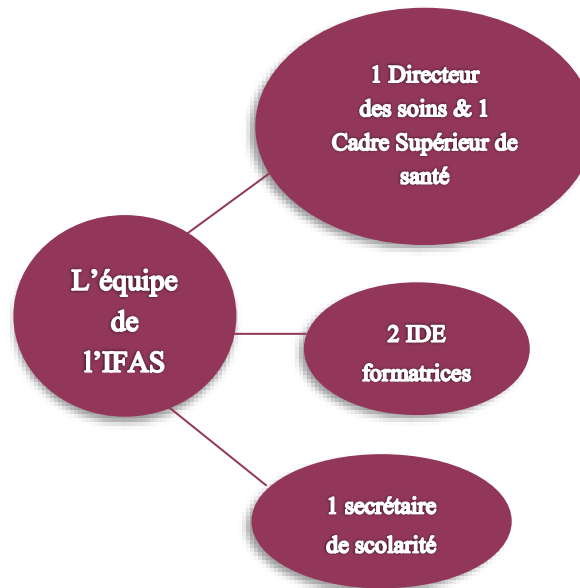 1 Directeur
des soins & 1
Cadre Supérieur de
santé
L’équipe
de
l’IFAS
2 IDE
formatrices
1 secrétaire
de scolarité